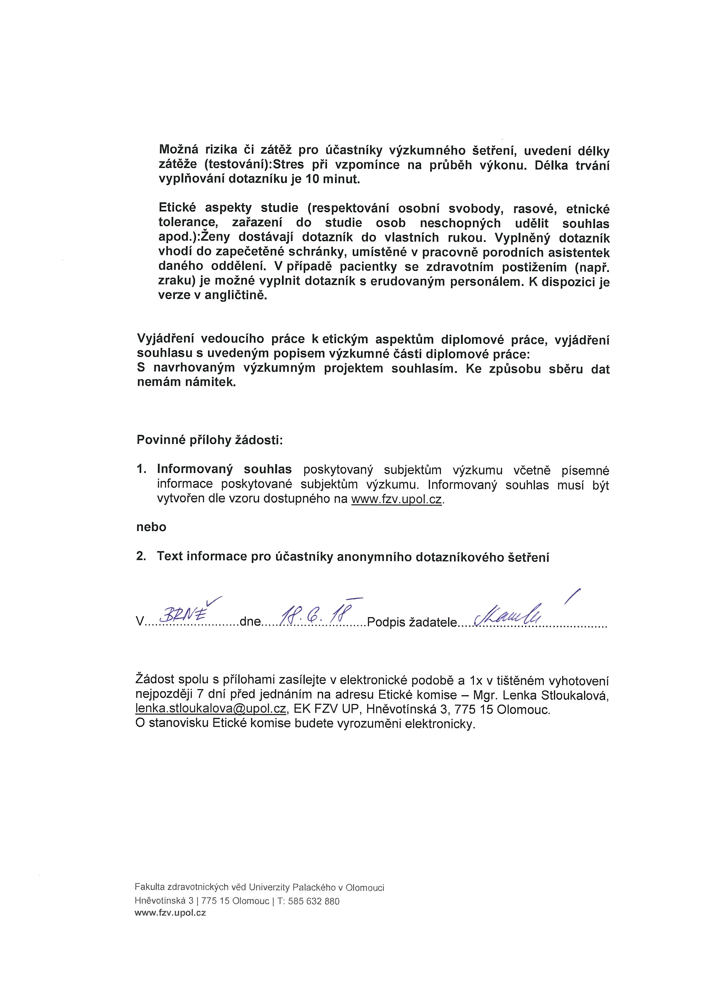 Možná rizika či zátěž pro účastníky výzkumného šetření, uvedení délky
zátěže (testování):Stres při vzpomínce na průběh výkonu. Délka trvání
vyplňování dotazníku je 10 minut.
Etické aspekty studie (respektování osobní svobody, rasové, etnické
tolerance, zařazení do studie osob neschopných udělit souhlas
apod.):Ženy dostávají dotazník do vlastních rukou. Vyplněný dotazník
vhodí do zapečetěné schránky, umístěné v pracovně porodních asistentek
daného oddělení. V případě pacientky se zdravotním postižením (např.
zraku) je možné vyplnit dotazník s erudovaným personálem. K dispozici je
verze v angličtině.
Vyjádření vedoucího práce k etickým aspektům diplomové práce, vyjádření
souhlasu s uvedeným popisem výzkumné části diplomové práce:
S navrhovaným výzkumným projektem souhlasím. Ke způsobu sběru dat
nemám námitek.
Povinné přílohy žádosti:
1. Informovaný souhlas poskytovaný subjektům výzkumu včetně písemné
informace poskytované subjektům výzkumu. Informovaný souhlas musí být
vytvořen dle vzoru dostupného na www.fzv.upol.cz.
nebo
2. Text informace pro účastníky anonymního dotazníkového šetření
V..... BRNĚ .....dne..... 18. 6. 18 .....Podpis žadatele.....
Žádost spolu s přílohami zasílejte v elektronické podobě a 1x v tištěném vyhotovení
nejpozději 7 dní před jednáním na adresu Etické komise – Mgr. Lenka Stloukalová,
lenka.stloukalova@upol.cz, EK FZV UP, Hněvotínská 3, 775 15 Olomouc.
O stanovisku Etické komise budete vyrozuměni elektronicky.
Fakulta zdravotnických věd Univerzity Palackého v Olomouci
Hněvotínská 3 | 775 15 Olomouc | T: 585 632 880
www.fzv.upol.cz